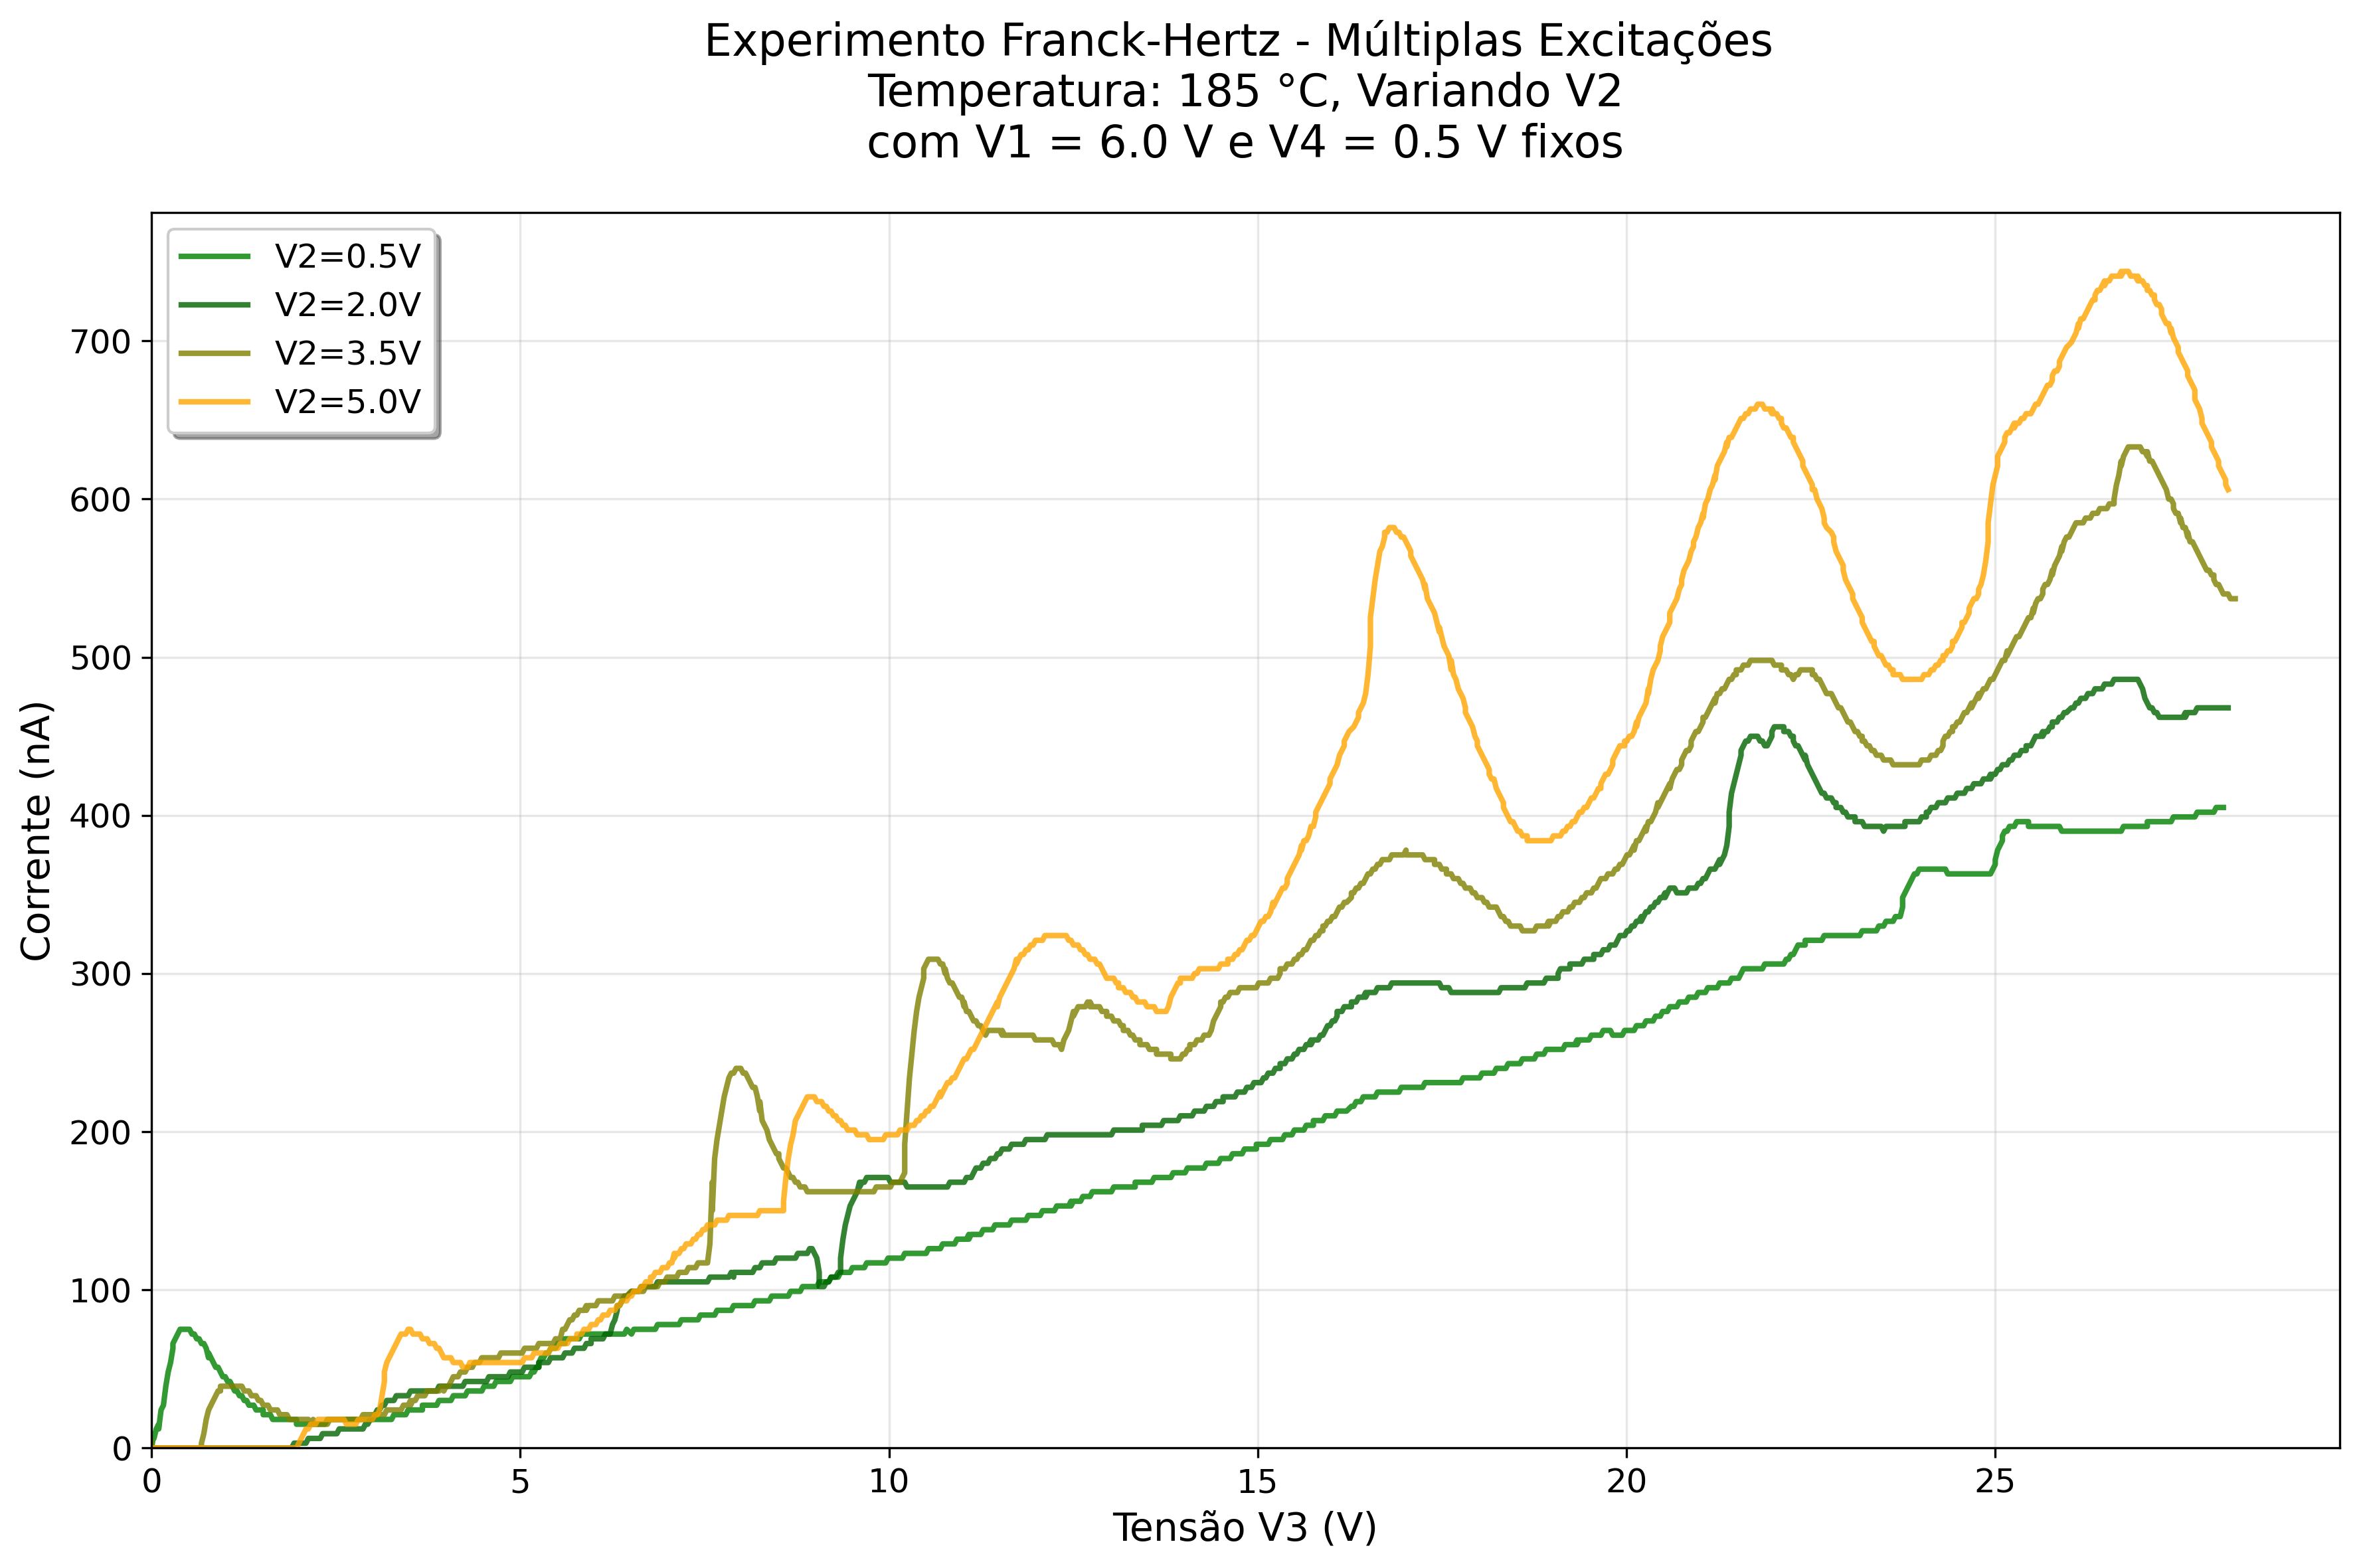 Experimento Franck-Hertz - Múltiplas Excitações
Temperatura: 185 °C, Variando V2
com V1 = 6.0 V e V4 = 0.5 V fixos
V2=0.5V
V2=2.0V
V2=3.5V
V2=5.0V
700
600
500
400
300
200
100
0
Corrente (nA)
0 5 10 15 20 25
Tensão V3 (V)